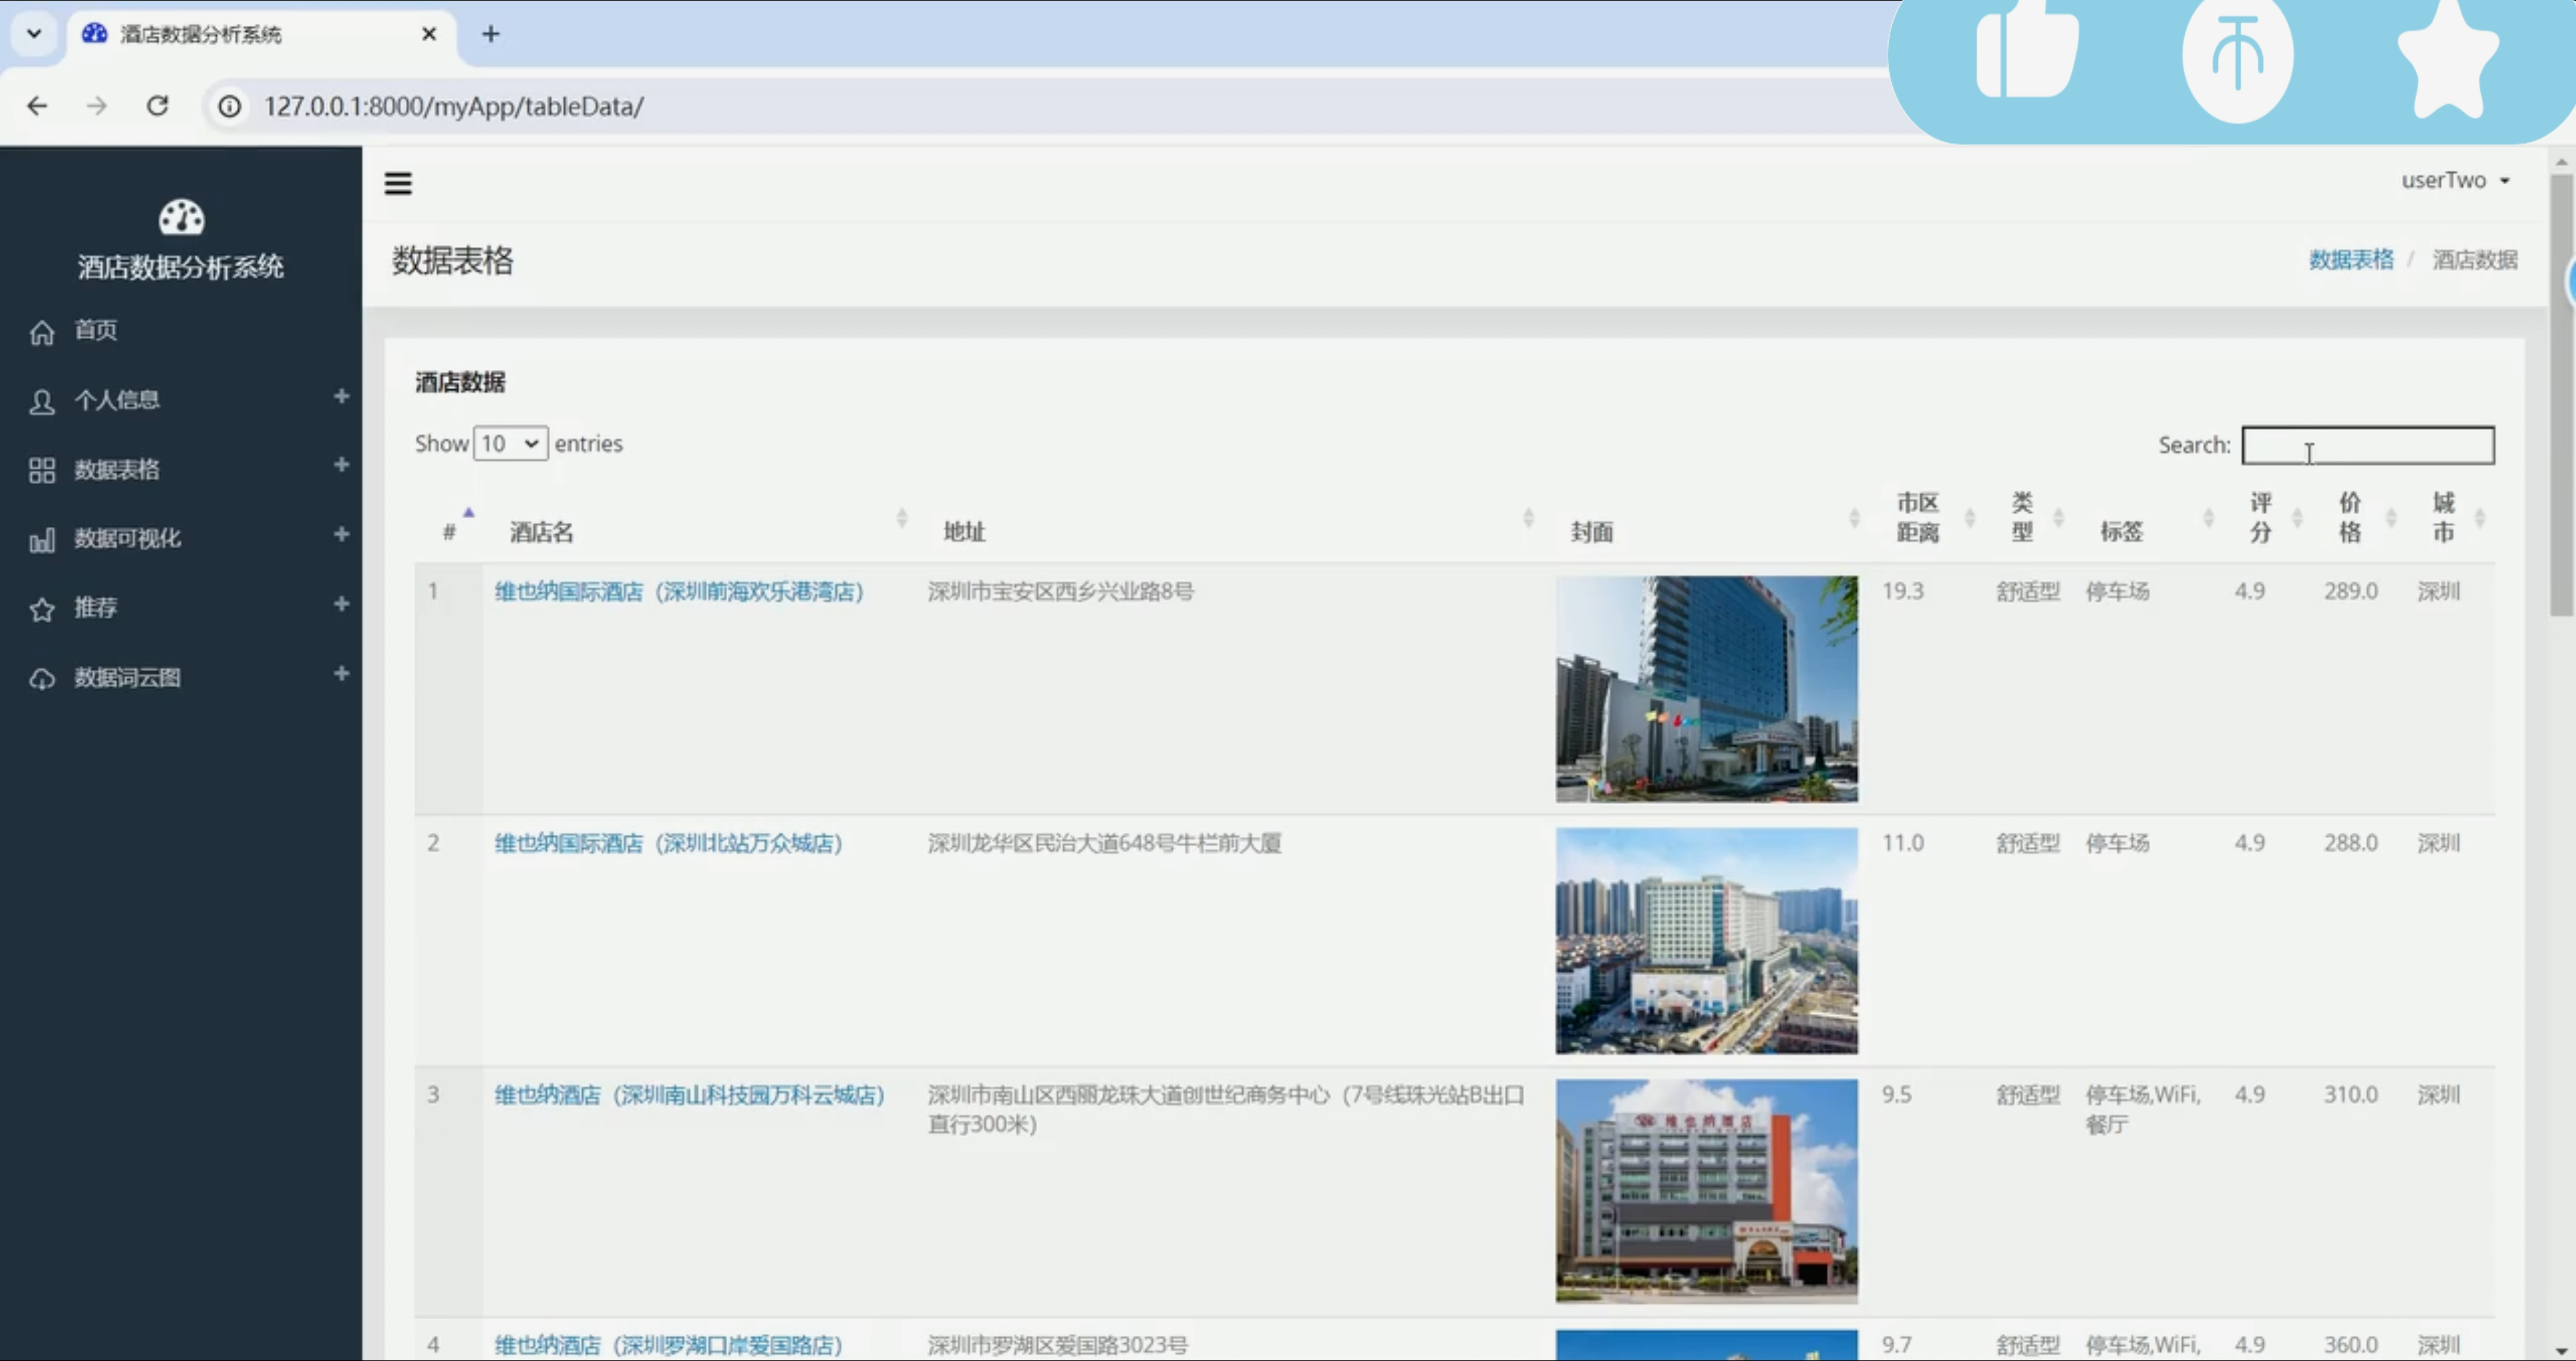 酒店数据分析系统
127.0.0.1:8000/myApp/tableData/
userTwo
酒店数据分析系统
首页
个人信息
数据表格
数据可视化
推荐
数据词云图
数据表格
数据表格 / 酒店数据
酒店数据
Show 10 entries
Search:
# 酒店名 地址 封面 市区距离 类型 标签 评分 价格 城市
1 维也纳国际酒店（深圳前海欢乐港湾店） 深圳市宝安区西乡兴业路8号 19.3 舒适型 停车场 4.9 289.0 深圳
2 维也纳国际酒店（深圳北站万众城店） 深圳龙华区民治大道648号牛栏前大厦 11.0 舒适型 停车场 4.9 288.0 深圳
3 维也纳酒店（深圳南山科技园万科云城店） 深圳市南山区西丽龙珠大道创世纪商务中心（7号线珠光站B出口 9.5 舒适型 停车场,WiFi, 4.9 310.0 深圳
直行300米) 餐厅
维也纳酒店
4 维也纳酒店（深圳罗湖口岸爱国路店） 深圳市罗湖区爱国路3023号 9.7 舒适型 停车场,WiFi, 4.9 360.0 深圳